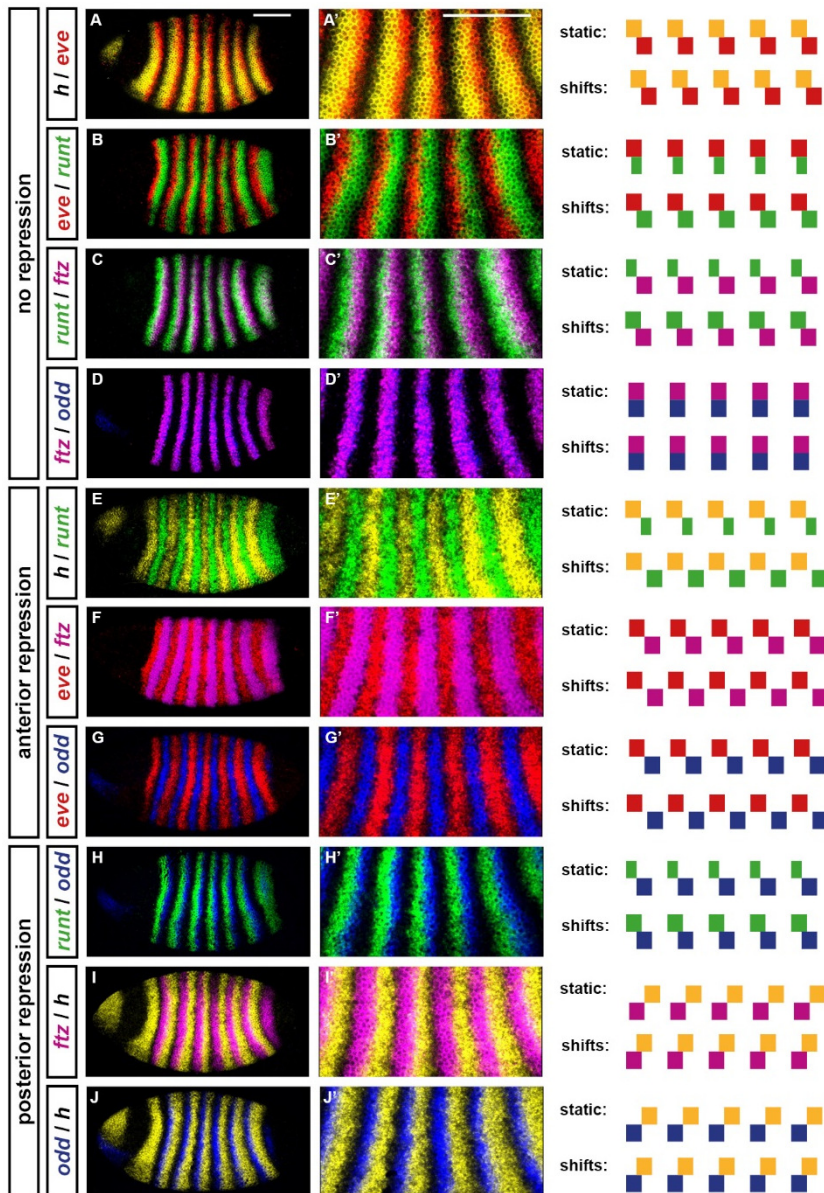 no repression
h / eve
A
A'
static:
shifts:
eve / runt
B
B'
static:
shifts:
runt / ftz
C
C'
static:
shifts:
ftz / odd
D
D'
static:
shifts:
anterior repression
h / runt
E
E'
static:
shifts:
eve / ftz
F
F'
static:
shifts:
eve / odd
G
G'
static:
shifts:
posterior repression
runt / odd
H
H'
static:
shifts:
ftz / h
I
I'
static:
shifts:
odd / h
J
J'
static:
shifts: